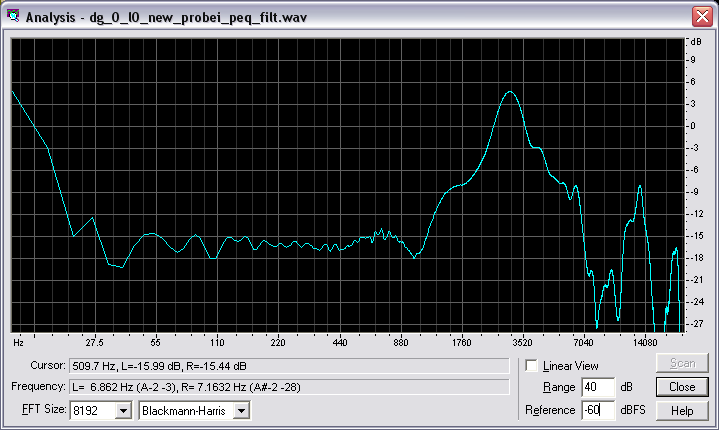 Analysis - dg_0_l0_new_probei_peq_filt.wav
dB
9
6
3
0
-3
-6
-9
-12
-15
-18
-21
-24
-27
Hz 27.5 55 110 220 440 880 1760 3520 7040 14080
Cursor: 509.7 Hz, L=-15.99 dB, R=-15.44 dB
Linear View
Scan
Frequency: L= 6.862 Hz (A-2 -3), R= 7.1632 Hz (A#-2 -28)
Range 40 dB
Close
FFT Size: 8192 Blackmann-Harris
Reference -60 dBFS
Help